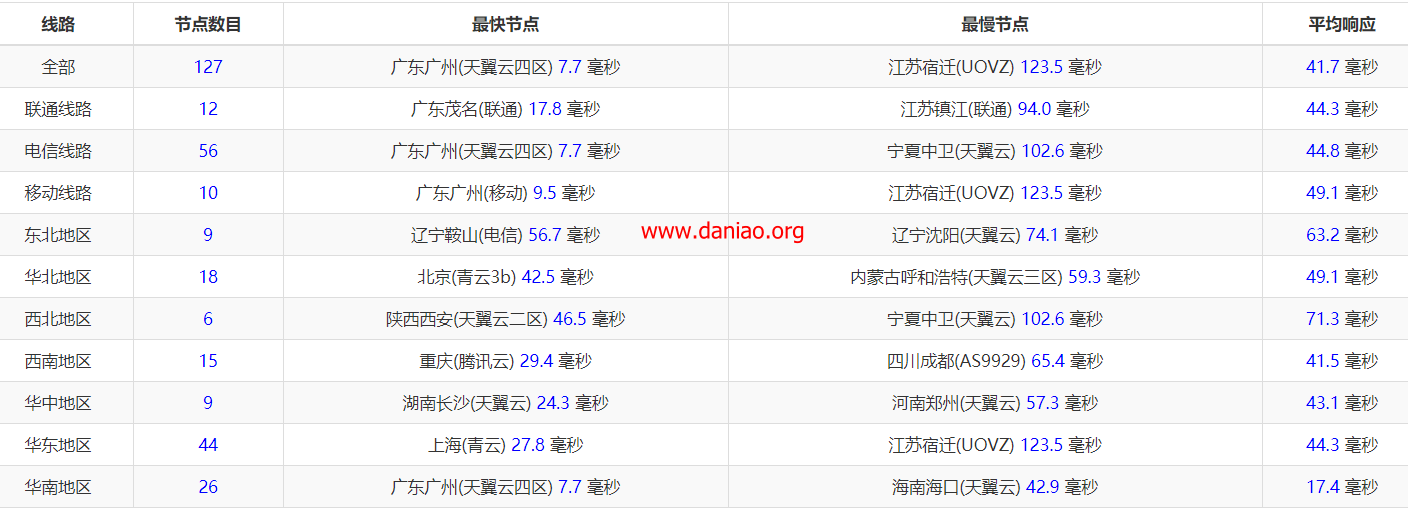 线路 节点数目 最快节点 最慢节点 平均响应
全部 127 广东广州(天翼云四区) 7.7 毫秒 江苏宿迁(UOVZ) 123.5 毫秒 41.7 毫秒
联通线路 12 广东茂名(联通) 17.8 毫秒 江苏镇江(联通) 94.0 毫秒 44.3 毫秒
电信线路 56 广东广州(天翼云四区) 7.7 毫秒 宁夏中卫(天翼云) 102.6 毫秒 44.8 毫秒
移动线路 10 广东广州(移动) 9.5 毫秒 江苏宿迁(UOVZ) 123.5 毫秒 49.1 毫秒
东北地区 9 辽宁鞍山(电信) 56.7 毫秒 www.daniao.org 辽宁沈阳(天翼云) 74.1 毫秒 63.2 毫秒
华北地区 18 北京(青云3b) 42.5 毫秒 内蒙古呼和浩特(天翼云三区) 59.3 毫秒 49.1 毫秒
西北地区 6 陕西西安(天翼云二区) 46.5 毫秒 宁夏中卫(天翼云) 102.6 毫秒 71.3 毫秒
西南地区 15 重庆(腾讯云) 29.4 毫秒 四川成都(AS9929) 65.4 毫秒 41.5 毫秒
华中地区 9 湖南长沙(天翼云) 24.3 毫秒 河南郑州(天翼云) 57.3 毫秒 43.1 毫秒
华东地区 44 上海(青云) 27.8 毫秒 江苏宿迁(UOVZ) 123.5 毫秒 44.3 毫秒
华南地区 26 广东广州(天翼云四区) 7.7 毫秒 海南海口(天翼云) 42.9 毫秒 17.4 毫秒